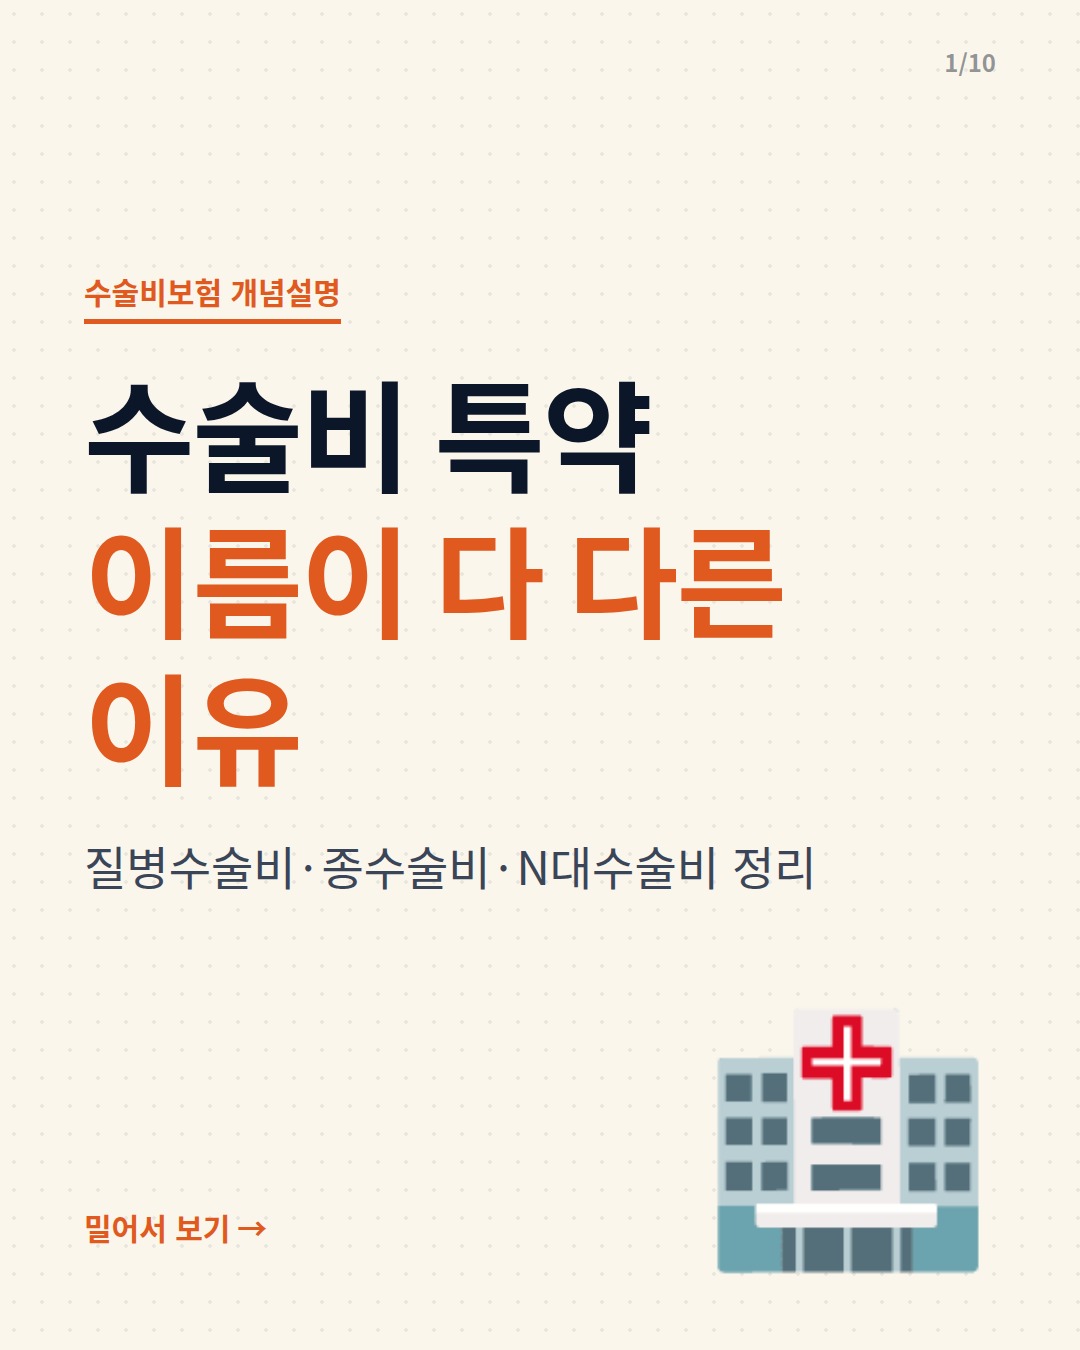 1/10
수술비보험 개념설명
수술비 특약
이름이 다 다른
이유
질병수술비·종수술비·N대수술비 정리
밀어서 보기 →